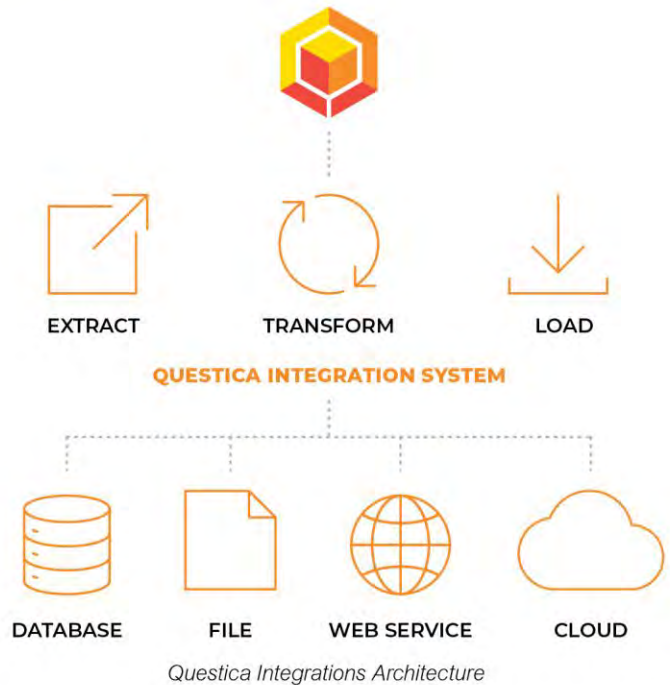 EXTRACT TRANSFORM LOAD
QUESTICA INTEGRATION SYSTEM
DATABASE FILE WEB SERVICE CLOUD
Questica Integrations Architecture